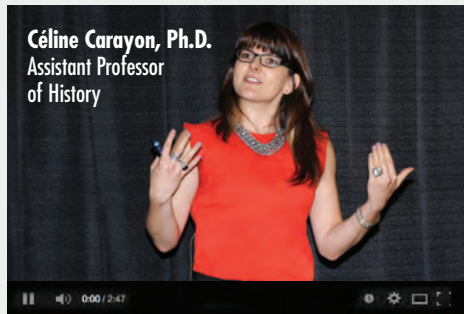 Céline Carayon, Ph.D.
Assistant Professor
of History
0:00 / 2:47